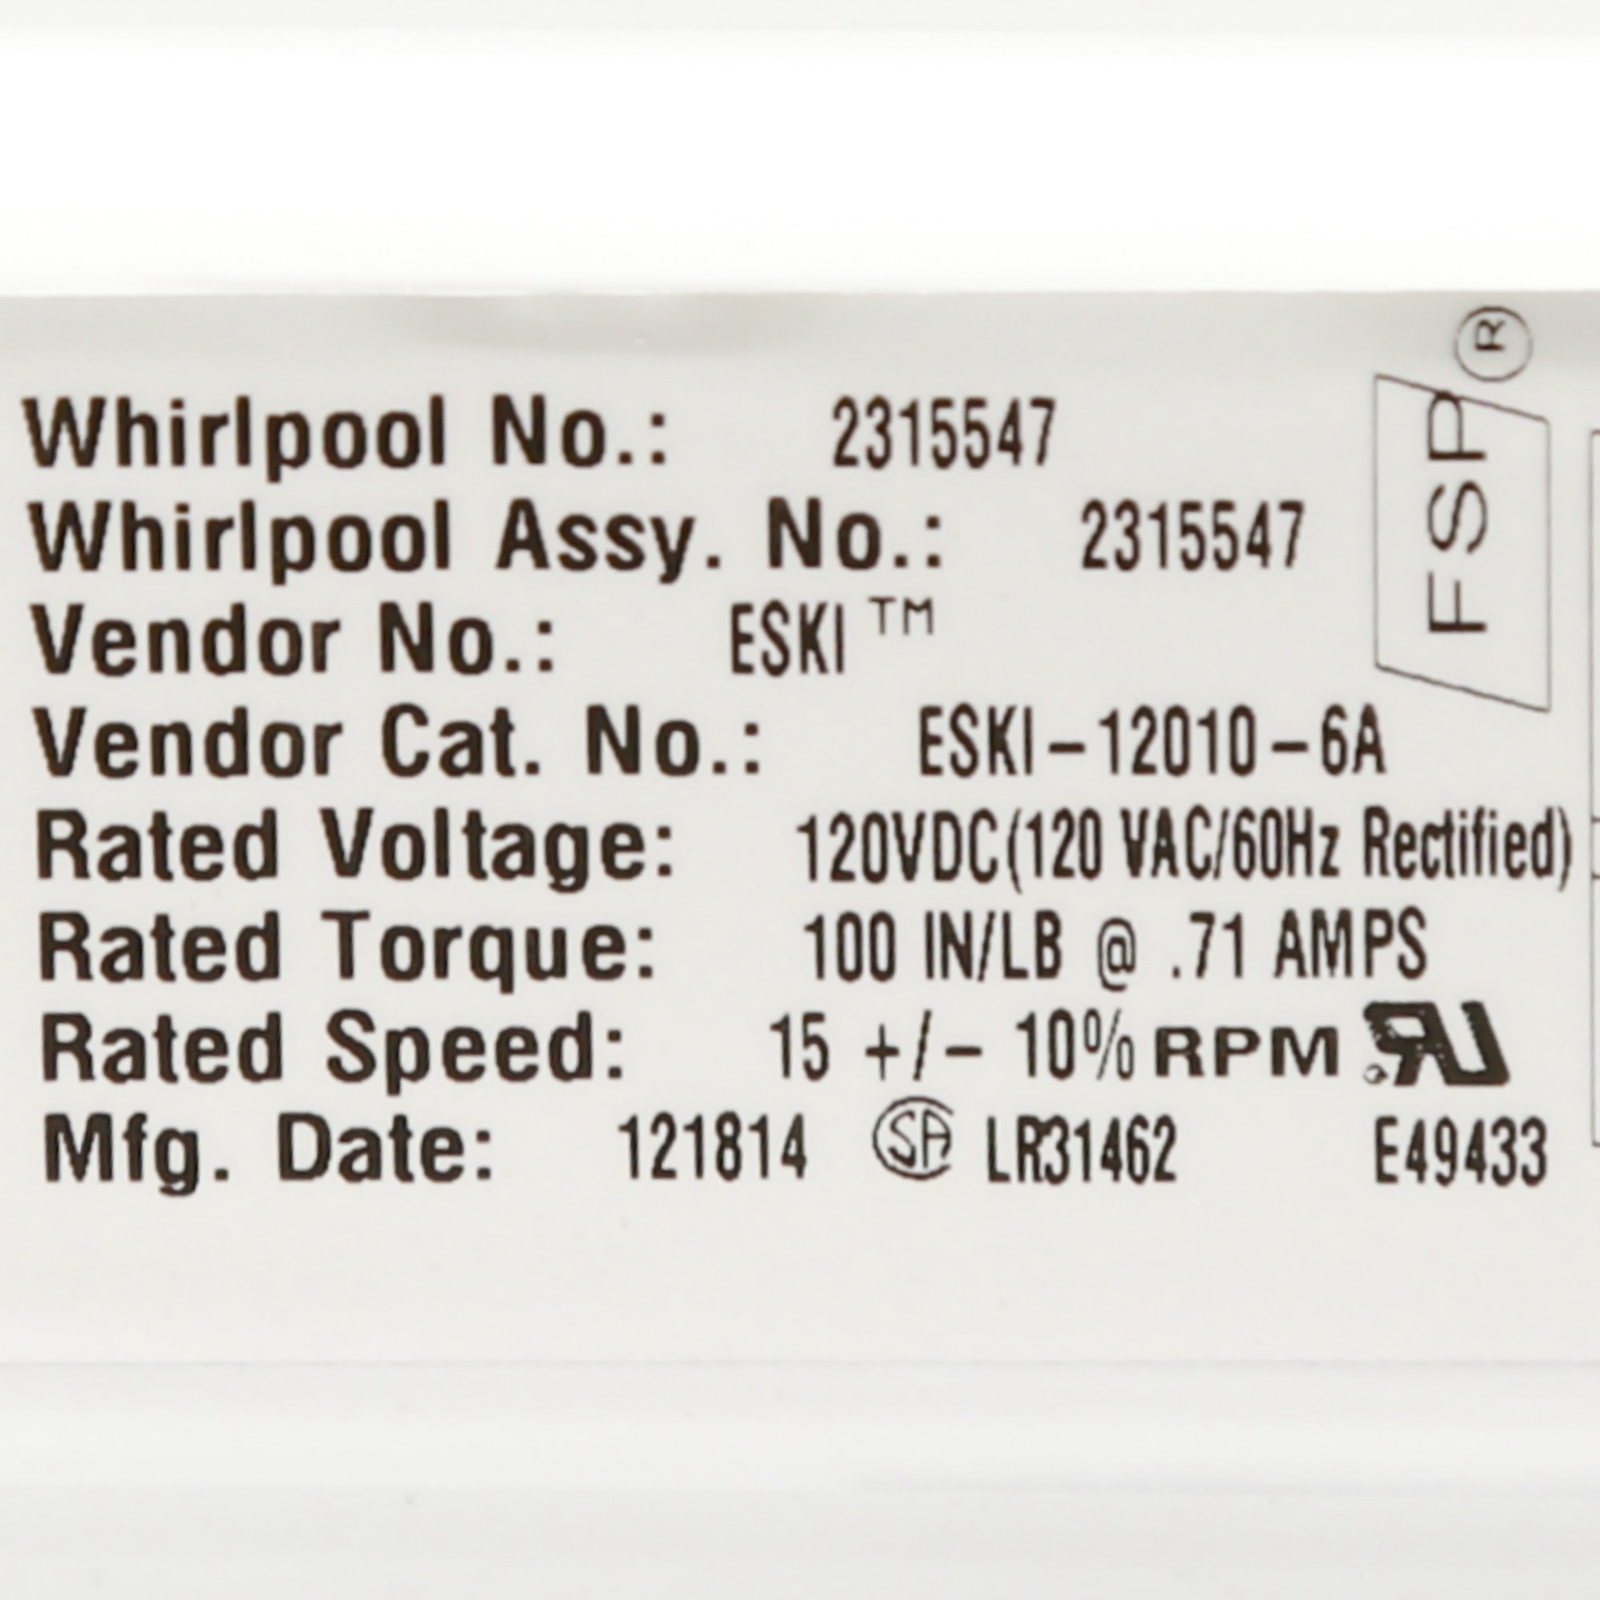 Whirlpool No.: 2315547
Whirlpool Assy. No.: 2315547
Vendor No.: ESKI™
Vendor Cat. No.: ESKI-12010-6A
Rated Voltage: 120VDC(120 VAC/60Hz Rectified)
Rated Torque: 100 IN/LB @ .71 AMPS
Rated Speed: 15 +/- 10% RPM RU
Mfg. Date: 121814 SA LR31462 E49433
FSP®